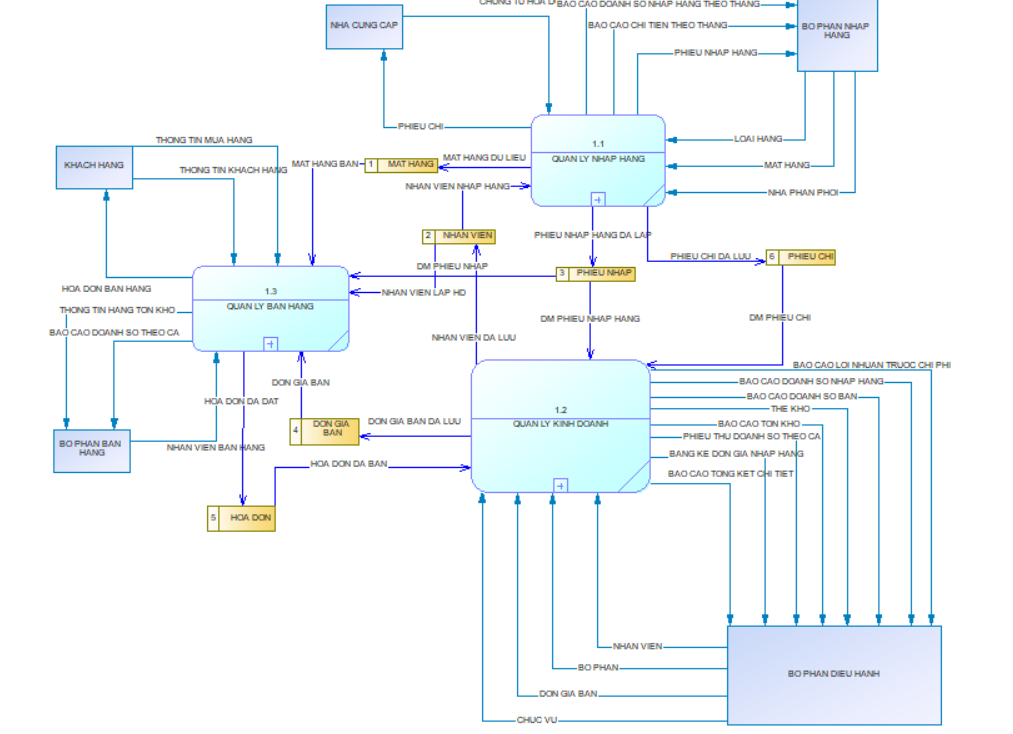 CHUNG TU HOA D
BAO CAO DOANH SO NHAP HANG THEO THANG
NHA CUNG CAP
BAO CAO CHI TIEN THEO THANG
BO PHAN NHAP
HANG
PHIEU NHAP HANG
PHIEU CHI
THONG TIN MUA HANG
1.1
LOAI HANG
KHACH HANG
MAT HANG BAN
1
MAT HANG
MAT HANG DU LIEU
QUAN LY NHAP HANG
MAT HANG
THONG TIN KHACH HANG
NHAN VIEN NHAP HANG
NHA PHAN PHOI
2
NHAN VIEN
PHIEU NHAP HANG DA LAP
PHIEU CHI DA LUU
6
PHIEU CHI
DM PHIEU NHAP
3
PHIEU NHAP
HOA DON BAN HANG
1.3
NHAN VIEN LAP HD
QUAN LY BAN HANG
THONG TIN HANG TON KHO
DM PHIEU NHAP HANG
DM PHIEU CHI
BAO CAO DOANH SO THEO CA
NHAN VIEN DA LUU
BAO CAO LOI NHUAN TRUOC CHI PHI
DON GIA BAN
BAO CAO DOANH SO NHAP HANG
HOA DON DA DAT
BAO CAO DOANH SO BAN
1.2
THE KHO
DON GIA BAN DA LUU
QUAN LY KINH DOANH
BAO CAO TON KHO
4
DON GIA
BAN
PHIEU THU DOANH SO THEO CA
BO PHAN BAN
HANG
NHAN VIEN BAN HANG
BANG KE DON GIA NHAP HANG
HOA DON DA BAN
BAO CAO TONG KET CHI TIET
5
HOA DON
NHAN VIEN
BO PHAN
BO PHAN DIEU HANH
DON GIA BAN
CHUC VU